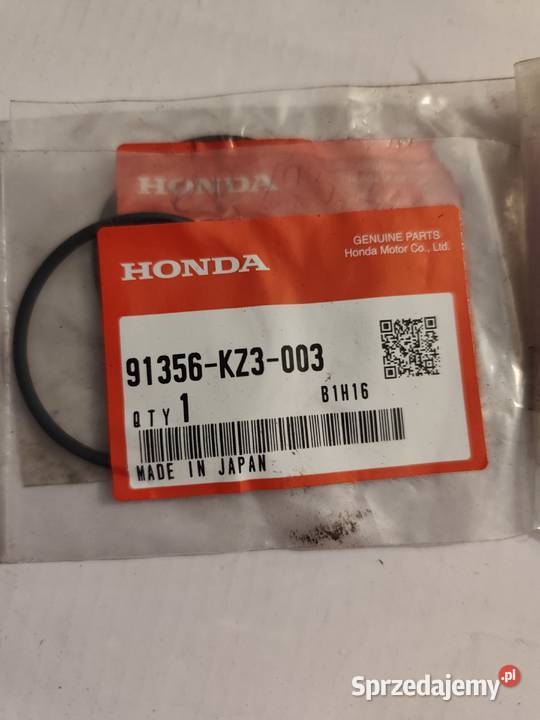 HONDA
GENUINE PARTS
Honda Motor Co., Ltd.
HONDA
91356-KZ3-003
QTY 1
B1H16
MADE IN JAPAN
Sprzedajemy.pl